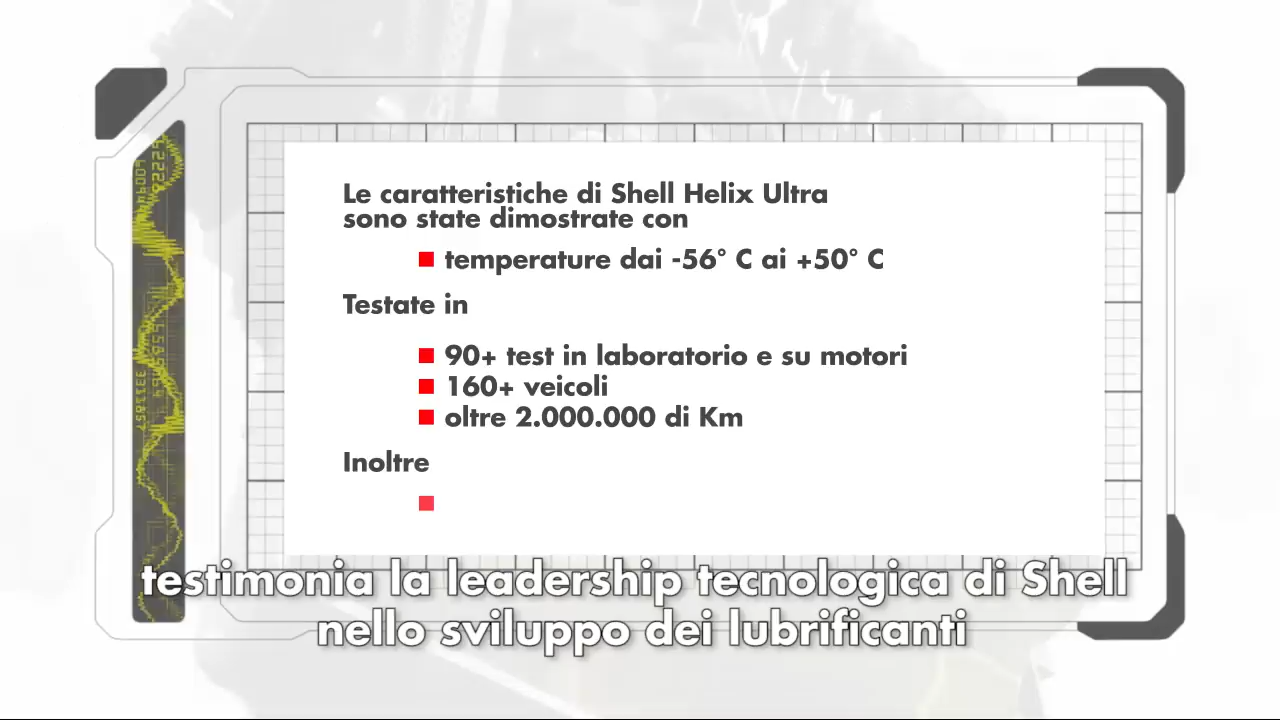 Le caratteristiche di Shell Helix Ultra
sono state dimostrate con
temperature dai -56° C ai +50° C
Testate in
90+ test in laboratorio e su motori
160+ veicoli
oltre 2.000.000 di Km
Inoltre
testimonia la leadership tecnologica di Shell
nello sviluppo dei lubrificanti